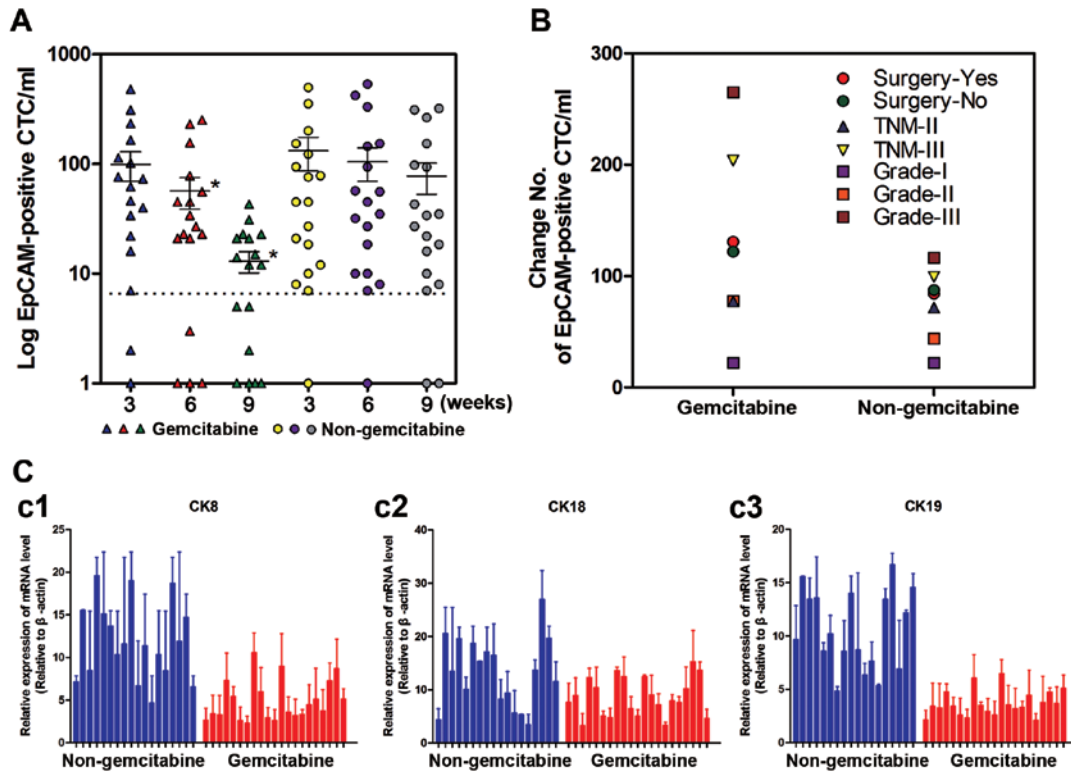 A
Log EpCAM-positive CTC/ml
1000
100
10
1
*
*
3 6 9 3 6 9 (weeks)
Gemcitabine Non-gemcitabine
B
Change No.
of EpCAM-positive CTC/ml
300
200
100
0
Surgery-Yes
Surgery-No
TNM-II
TNM-III
Grade-I
Grade-II
Grade-III
Gemcitabine Non-gemcitabine
C
c1
CK8
Relative expression of mRNA level
(Relative to β -actin)
25
20
15
10
5
0
Non-gemcitabine Gemcitabine
c2
CK18
Relative expression of mRNA level
(Relative to β -actin)
40
30
20
10
0
Non-gemcitabine Gemcitabine
c3
CK19
Relative expression of mRNA level
(Relative to β -actin)
20
15
10
5
0
Non-gemcitabine Gemcitabine